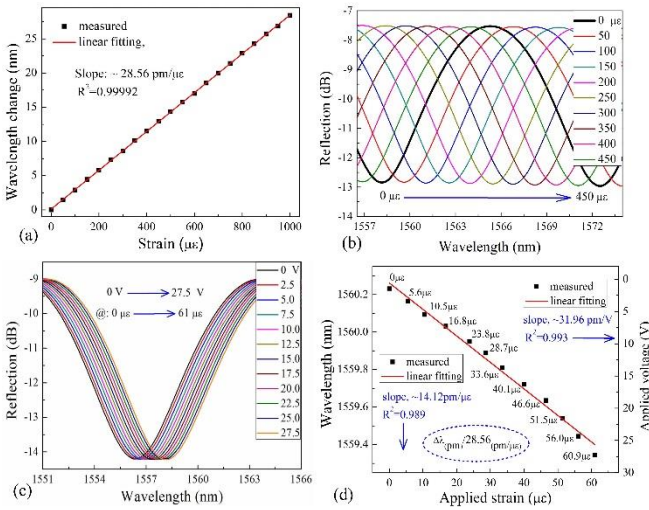 measured
linear fitting,
Slope: ~ 28.56 pm/με
R²=0.99992
Wavelength change (nm)
25
20
15
10
5
0
0 200 400 600 800 1000
Strain (με)
(a)
Reflection (dB)
-7
-8
-9
-10
-11
-12
-13
-14
0 με
50
100
150
200
250
300
350
400
450
0 με
450 με
1557 1560 1563 1566 1569 1572
Wavelength (nm)
(b)
Reflection (dB)
-9
-10
-11
-12
-13
-14
0 V 27.5 V
@: 0 με 61 με
0 V
2.5
5.0
7.5
10.0
12.5
15.0
17.5
20.0
22.5
25.0
27.5
1551 1554 1557 1560 1563 1566
Wavelength (nm)
(c)
1560.2
1560.0
1559.8
1559.6
1559.4
0με
5.6με
10.5με
16.8με
23.8με
28.7με
33.6με
40.1με
46.6με
51.5με
56.0με
60.9με
measured
linear fitting
slope, ~31.96 pm/V
R²=0.993
measured
linear fitting
slope, ~14.12pm/με
R²=0.989
Δλ(pm)/28.56(pm/με)
0
5
10
15
20
25
30
Applied voltage (V)
0 10 20 30 40 50 60
Applied strain (με)
(d)